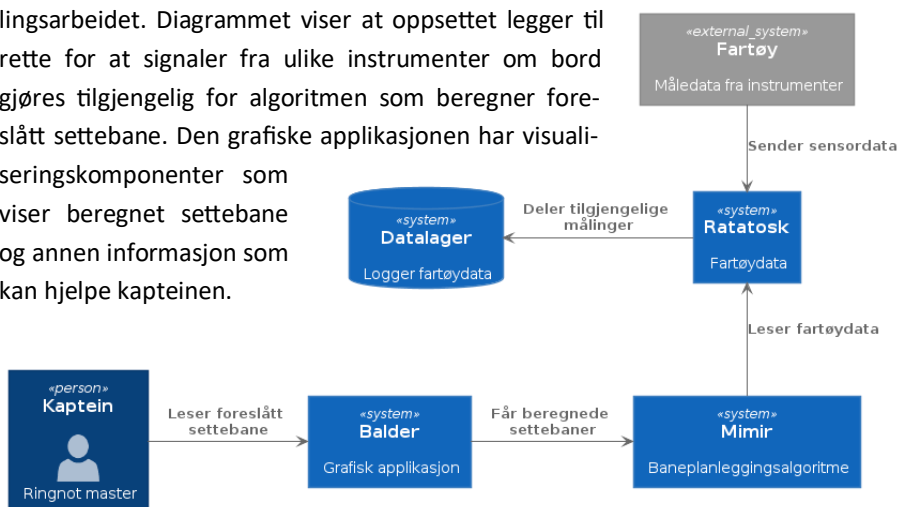 lingsarbeidet. Diagrammet viser at oppsettet legger til
rette for at signaler fra ulike instrumenter om bord
gjøres tilgjengelig for algoritmen som beregner fore-
slått settebane. Den grafiske applikasjonen har visuali-
seringskomponenter som
viser beregnet settebane
og annen informasjon som
kan hjelpe kapteinen.
«external_system»
Fartøy
Måledata fra instrumenter
Sender sensordata
«system»
Ratatosk
Fartøydata
Deler tilgjengelige
målinger
«system»
Datalager
Logger fartøydata
Leser fartøydata
«person»
Kaptein
Ringnot master
Leser foreslått
settebane
«system»
Balder
Grafisk applikasjon
Får beregnede
settebaner
«system»
Mimir
Baneplanleggingsalgoritme